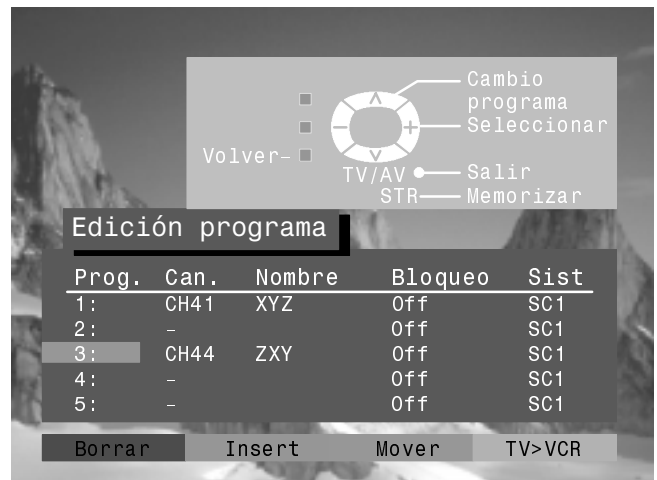 Cambio
programa
Seleccionar
Volver
TV/AV Salir
STR Memorizar
Edición programa
Prog. Can. Nombre Bloqueo Sist
1: CH41 XYZ Off SC1
2: – Off SC1
3: CH44 ZXY Off SC1
4: – Off SC1
5: – Off SC1
Borrar Insert Mover TV>VCR